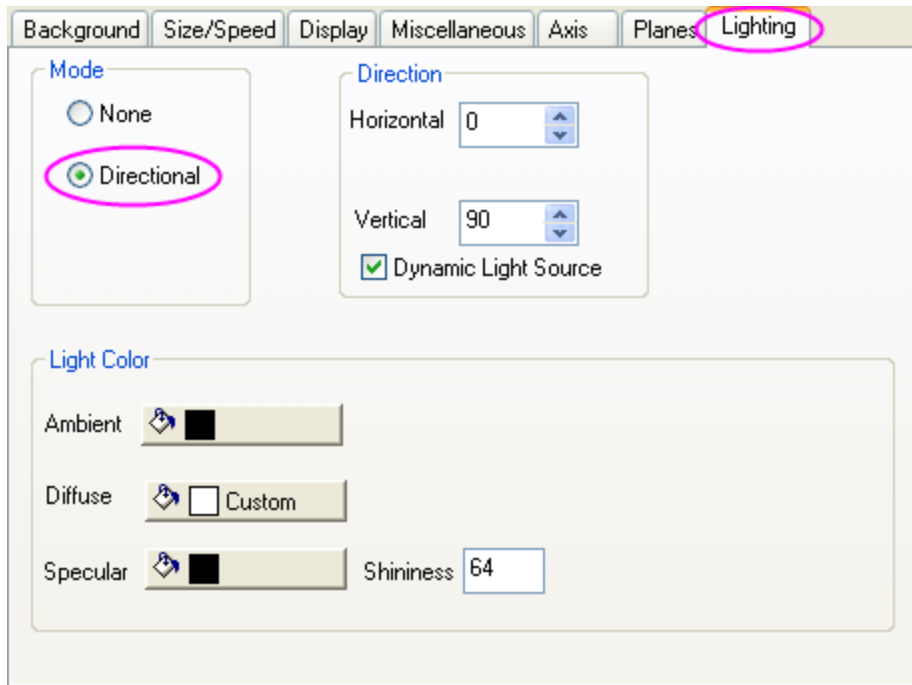 Background Size/Speed Display Miscellaneous Axis Planes Lighting
Mode
None
Directional
Direction
Horizontal 0
Vertical 90
Dynamic Light Source
Light Color
Ambient
Diffuse Custom
Specular Shininess 64